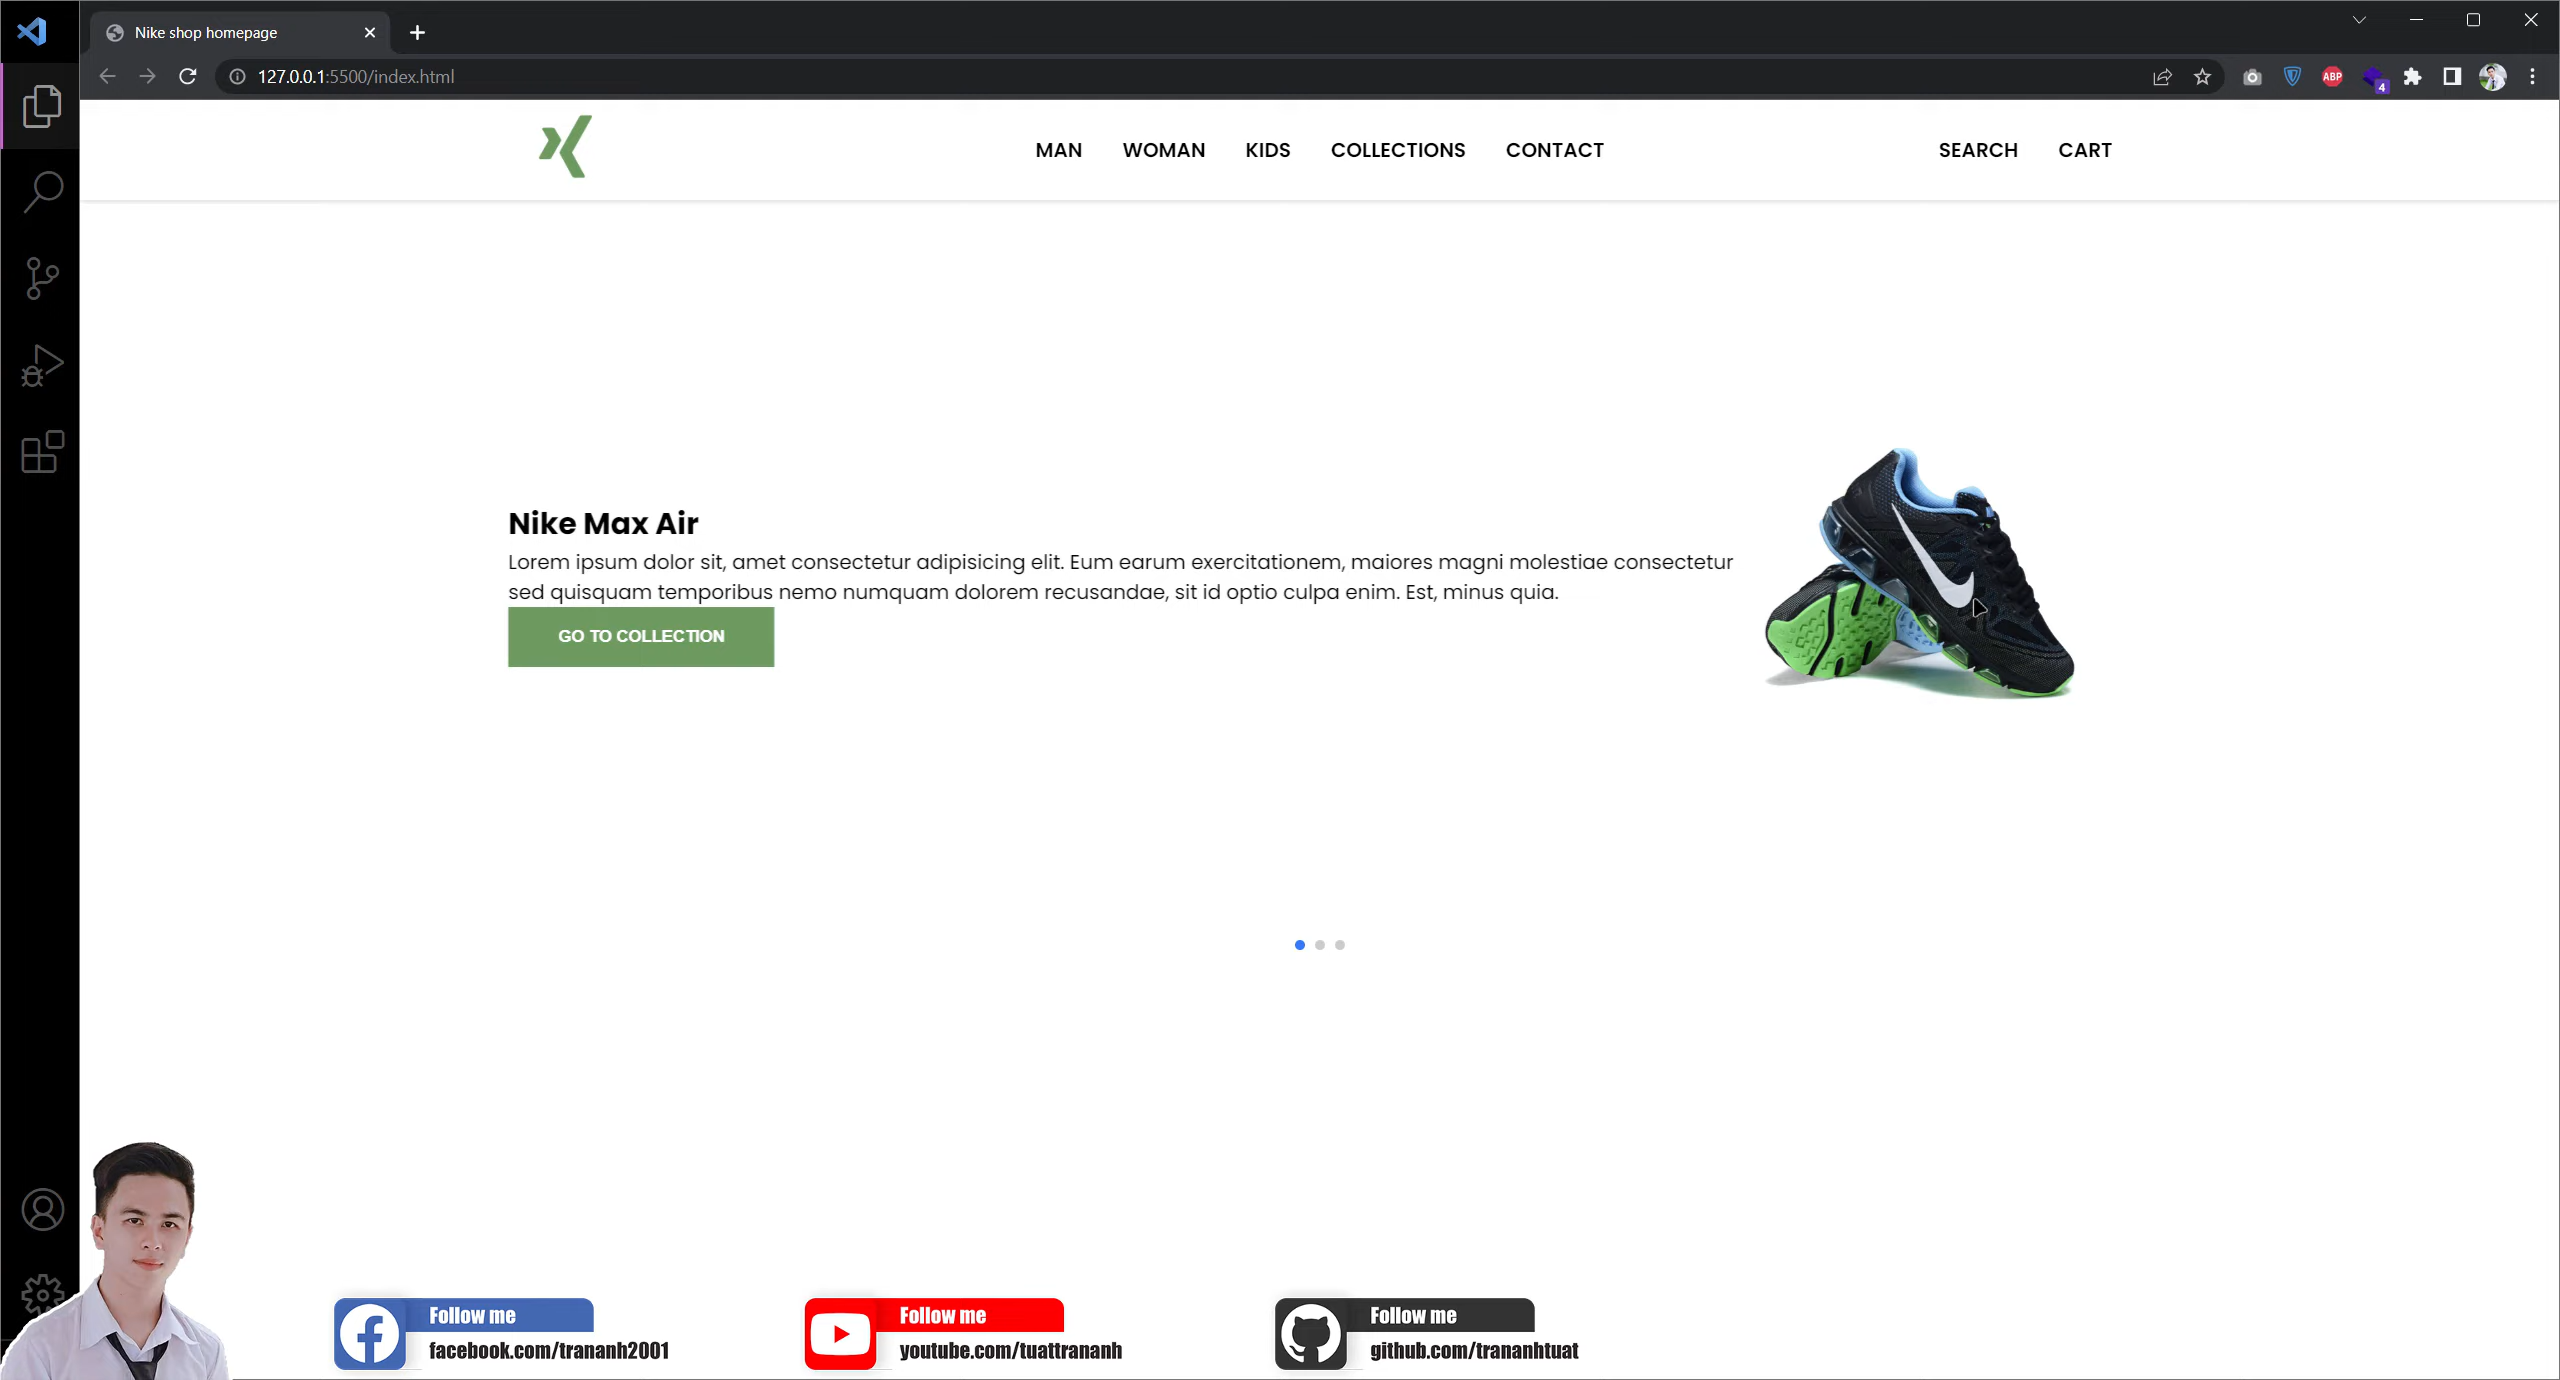 Nike shop homepage
127.0.0.1:5500/index.html
ABP
4
MAN WOMAN KIDS COLLECTIONS CONTACT SEARCH CART
Nike Max Air
Lorem ipsum dolor sit, amet consectetur adipisicing elit. Eum earum exercitationem, maiores magni molestiae consectetur
sed quisquam temporibus nemo numquam dolorem recusandae, sit id optio culpa enim. Est, minus quia.
GO TO COLLECTION
Follow me
facebook.com/trananh2001
Follow me
youtube.com/tuattrananh
Follow me
github.com/trananhtuat